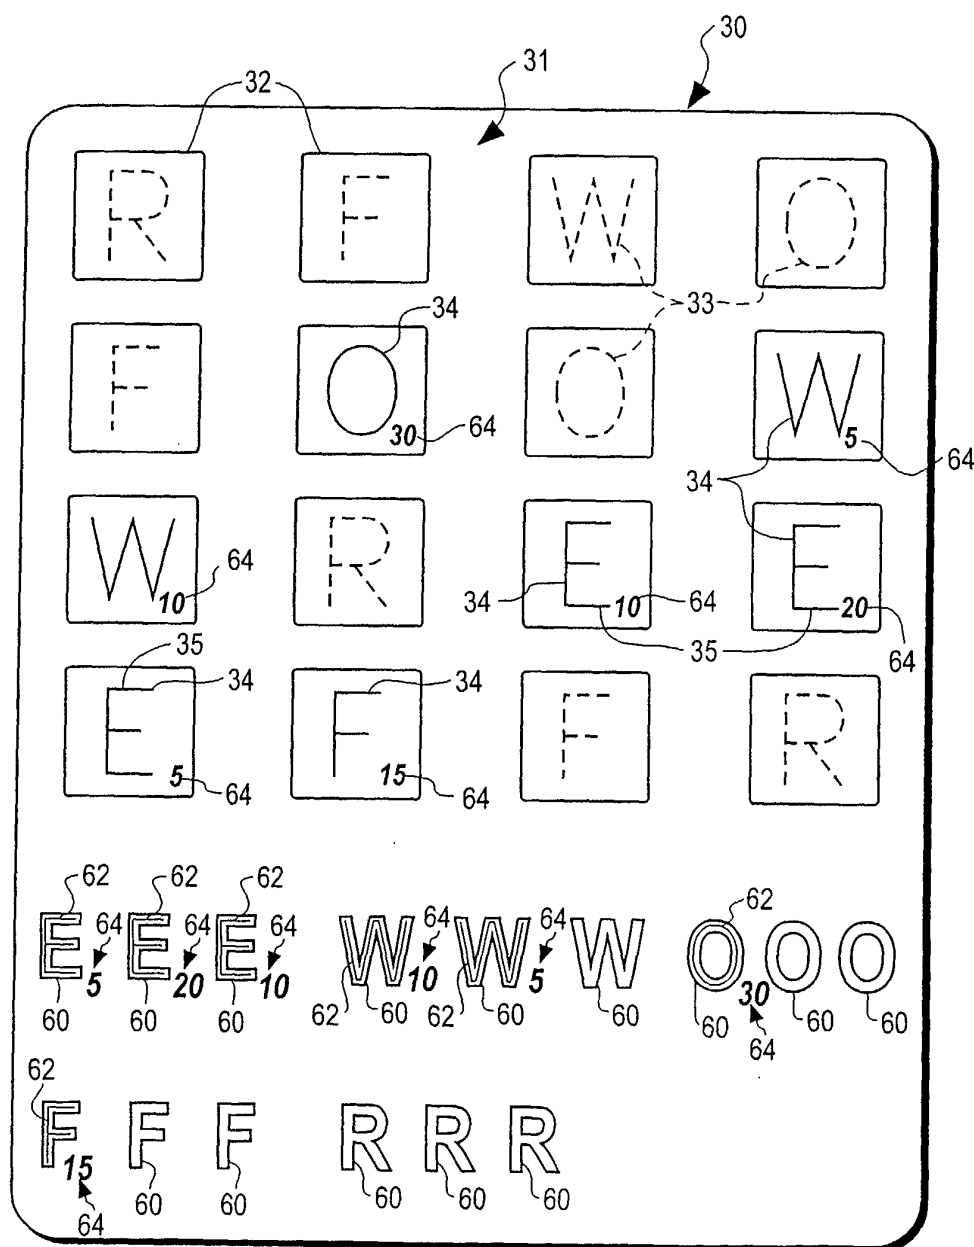 30
31
32
R F W O
33
34
F O 30 64 O W 5 64
34
W 10 64 R 34 E 10 64 E 20 64
35 35
34 34
E 5 64 F 15 64 F R
62 62 62 62
64 64 64 64 64
E 5 E 20 E 10 W 10 W 5 W O 30 O O
60 60 60 62 60 62 60 60 60 64 60 60
62
F 15 F F R R R
64 60 60 60 60 60